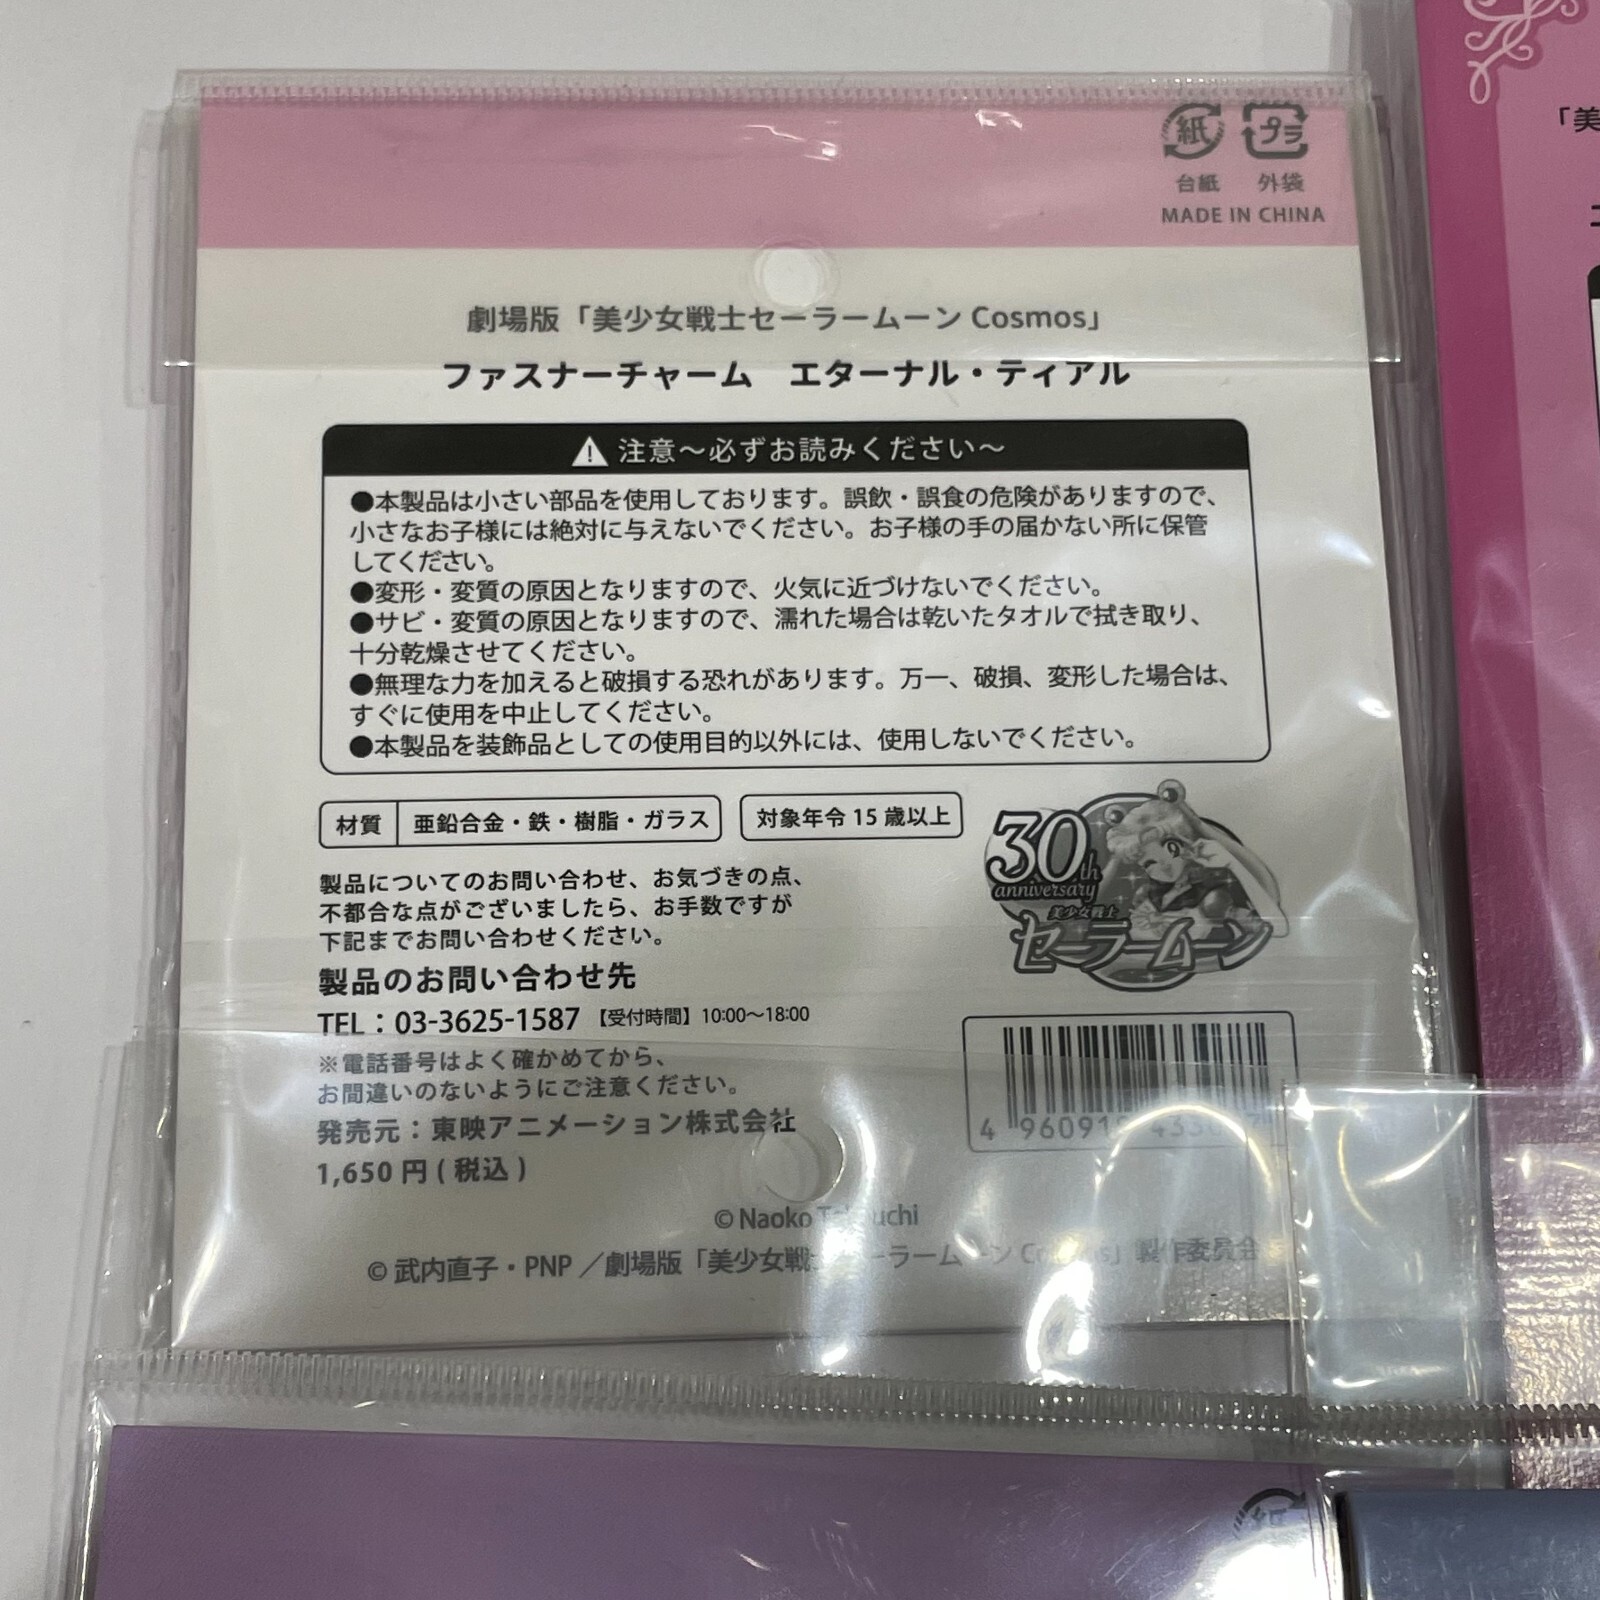 紙 プラ
台紙 外袋
MADE IN CHINA
劇場版「美少女戦士セーラームーン Cosmos」
ファスナーチャーム エターナル・ティアル
注意～必ずお読みください～
●本製品は小さい部品を使用しております。誤飲・誤食の危険がありますので、
小さなお子様には絶対に与えないでください。お子様の手の届かない所に保管
してください。
●変形・変質の原因となりますので、火気に近づけないでください。
●サビ・変質の原因となりますので、濡れた場合は乾いたタオルで拭き取り、
十分乾燥させてください。
●無理な力を加えると破損する恐れがあります。万一、破損、変形した場合は、
すぐに使用を中止してください。
●本製品を装飾品としての使用目的以外には、使用しないでください。
材質 亜鉛合金・鉄・樹脂・ガラス 対象年令 15 歳以上
30th
anniversary
美少女戦士
セーラームーン
製品についてのお問い合わせ、お気づきの点、
不都合な点がございましたら、お手数ですが
下記までお問い合わせください。
製品のお問い合わせ先
TEL：03-3625-1587 【受付時間】10:00～18:00
※電話番号はよく確かめてから、
お間違いのないようにご注意ください。
発売元：東映アニメーション株式会社
1,650 円 ( 税込 )
© Naoko
© 武内直子・PNP ／劇場版「美少女戦士セーラームーン Cosmos」製作委員会
「美
紙